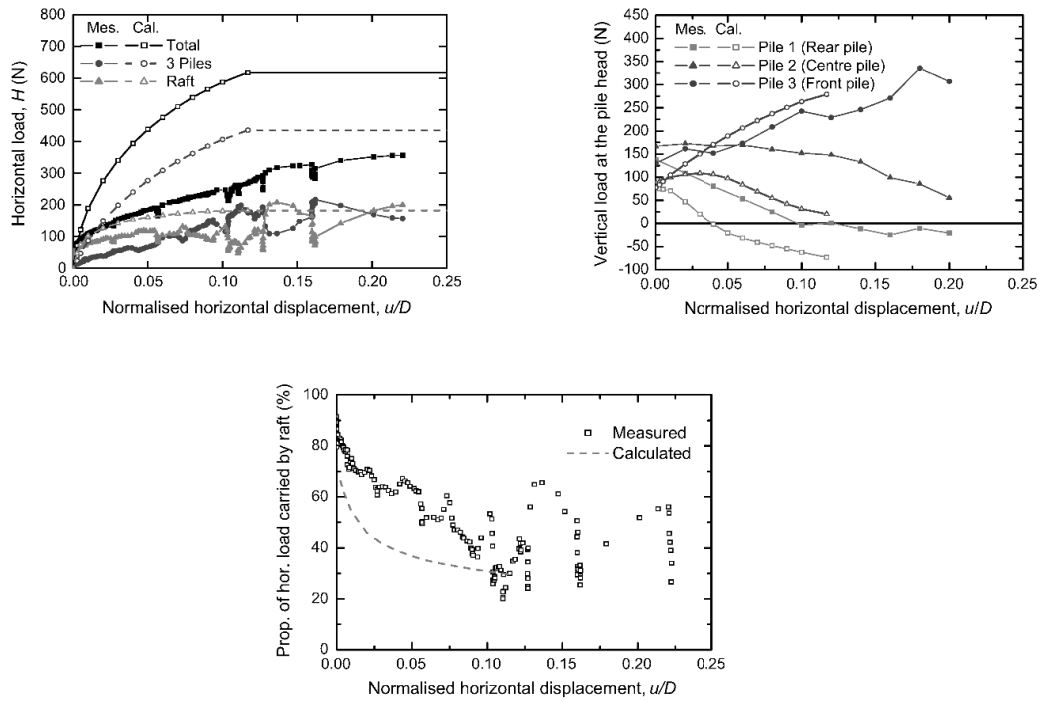 800
700
600
500
400
300
200
100
0
Horizontal load, H (N)
Mes. Cal.
Total
3 Piles
Raft
0.00 0.05 0.10 0.15 0.20 0.25
Normalised horizontal displacement, u/D
450
400
350
300
250
200
150
100
50
0
-50
-100
Vertical load at the pile head (N)
Mes. Cal.
Pile 1 (Rear pile)
Pile 2 (Centre pile)
Pile 3 (Front pile)
0.00 0.05 0.10 0.15 0.20 0.25
Normalised horizontal displacement, u/D
100
80
60
40
20
0
Prop. of hor. load carried by raft (%)
Measured
Calculated
0.00 0.05 0.10 0.15 0.20 0.25
Normalised horizontal displacement, u/D